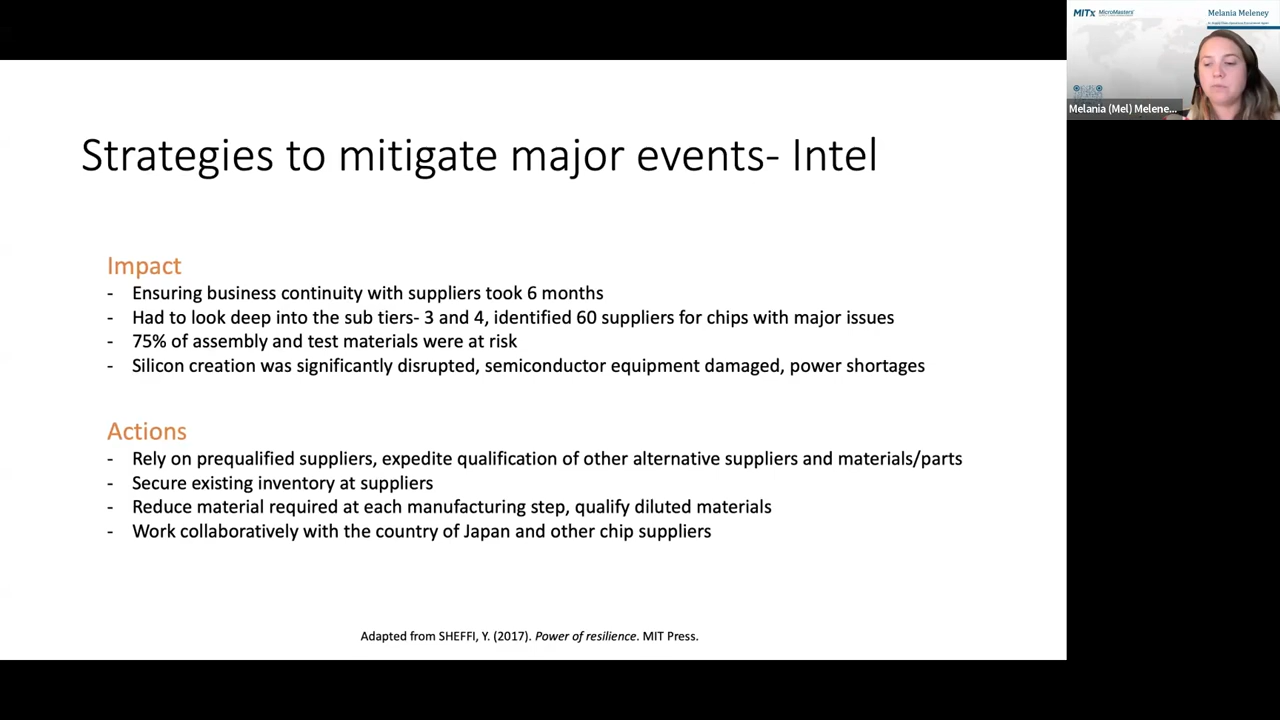 MITx MicroMasters
Melania Meleney
Melania (Mel) Melene...
Strategies to mitigate major events- Intel
Impact
- Ensuring business continuity with suppliers took 6 months
- Had to look deep into the sub tiers- 3 and 4, identified 60 suppliers for chips with major issues
- 75% of assembly and test materials were at risk
- Silicon creation was significantly disrupted, semiconductor equipment damaged, power shortages
Actions
- Rely on prequalified suppliers, expedite qualification of other alternative suppliers and materials/parts
- Secure existing inventory at suppliers
- Reduce material required at each manufacturing step, qualify diluted materials
- Work collaboratively with the country of Japan and other chip suppliers
Adapted from SHEFFI, Y. (2017). Power of resilience. MIT Press.